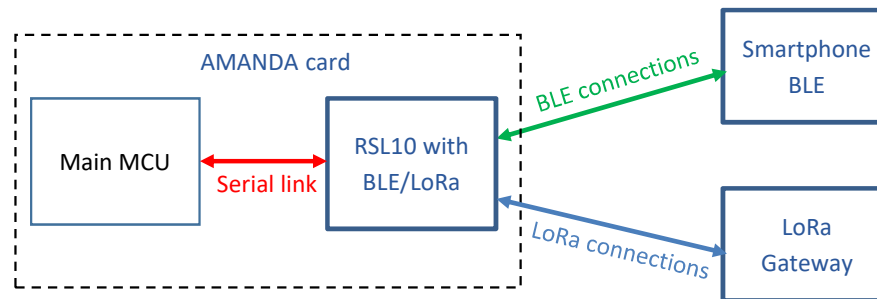 AMANDA card
Main MCU
Serial link
RSL10 with
BLE/LoRa
BLE connections
LoRa connections
Smartphone
BLE
LoRa
Gateway